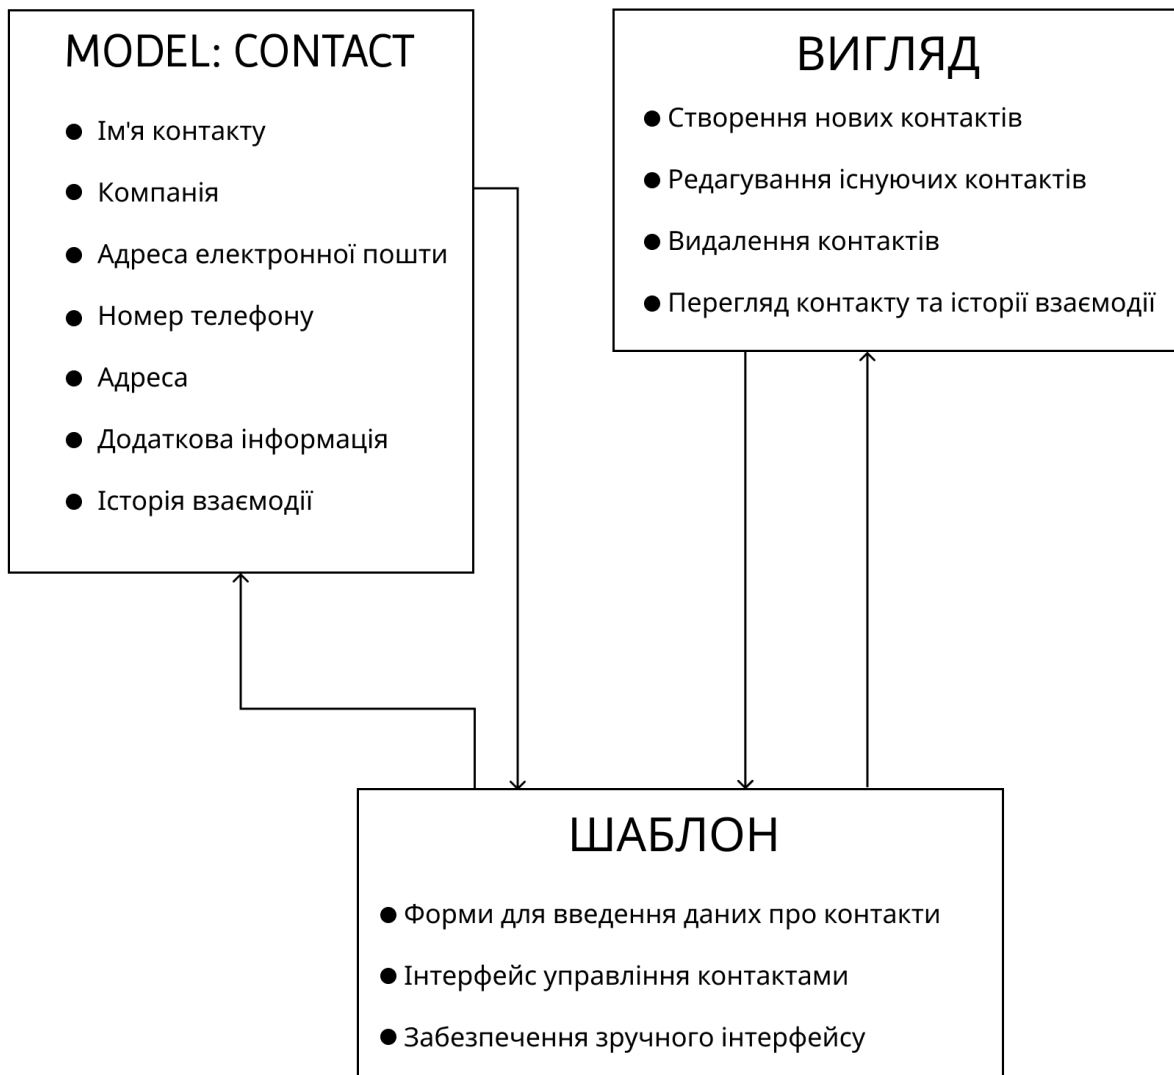 MODEL: CONTACT
● Ім'я контакту
● Компанія
● Адреса електронної пошти
● Номер телефону
● Адреса
● Додаткова інформація
● Історія взаємодії
ВИГЛЯД
● Створення нових контактів
● Редагування існуючих контактів
● Видалення контактів
● Перегляд контакту та історії взаємодії
ШАБЛОН
● Форми для введення даних про контакти
● Інтерфейс управління контактами
● Забезпечення зручного інтерфейсу